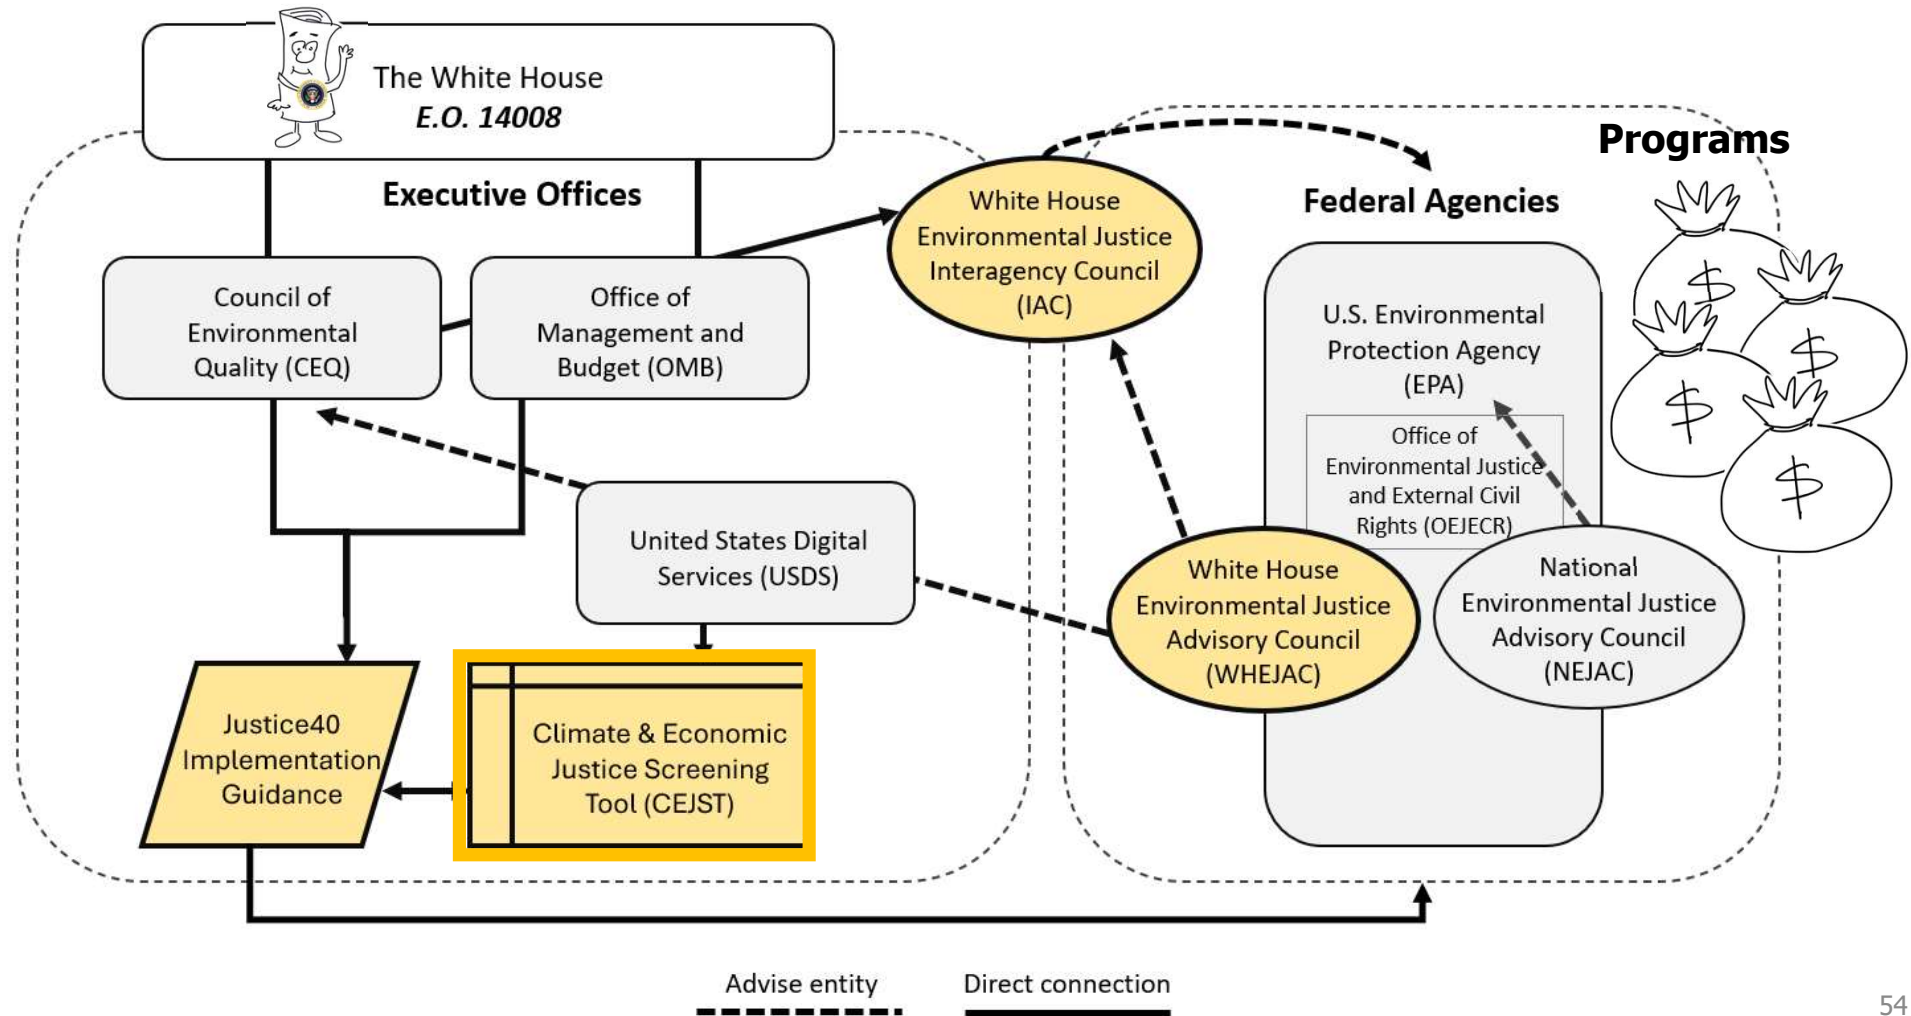 The White House
E.O. 14008
Executive Offices
Council of
Environmental
Quality (CEQ)
Office of
Management and
Budget (OMB)
White House
Environmental Justice
Interagency Council
(IAC)
Programs
Federal Agencies
$
$
$
$
U.S. Environmental
Protection Agency
(EPA)
Office of
Environmental Justice
and External Civil
Rights (OEJECR)
United States Digital
Services (USDS)
White House
Environmental Justice
Advisory Council
(WHEJAC)
National
Environmental Justice
Advisory Council
(NEJAC)
Justice40
Implementation
Guidance
Climate & Economic
Justice Screening
Tool (CEJST)
Advise entity
Direct connection
54